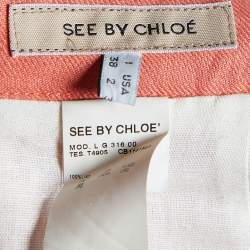 SEE BY CHLOÉ
I USA
38 2
SEE BY CHLOE'
MOD. L G 316 00
TES. T4905